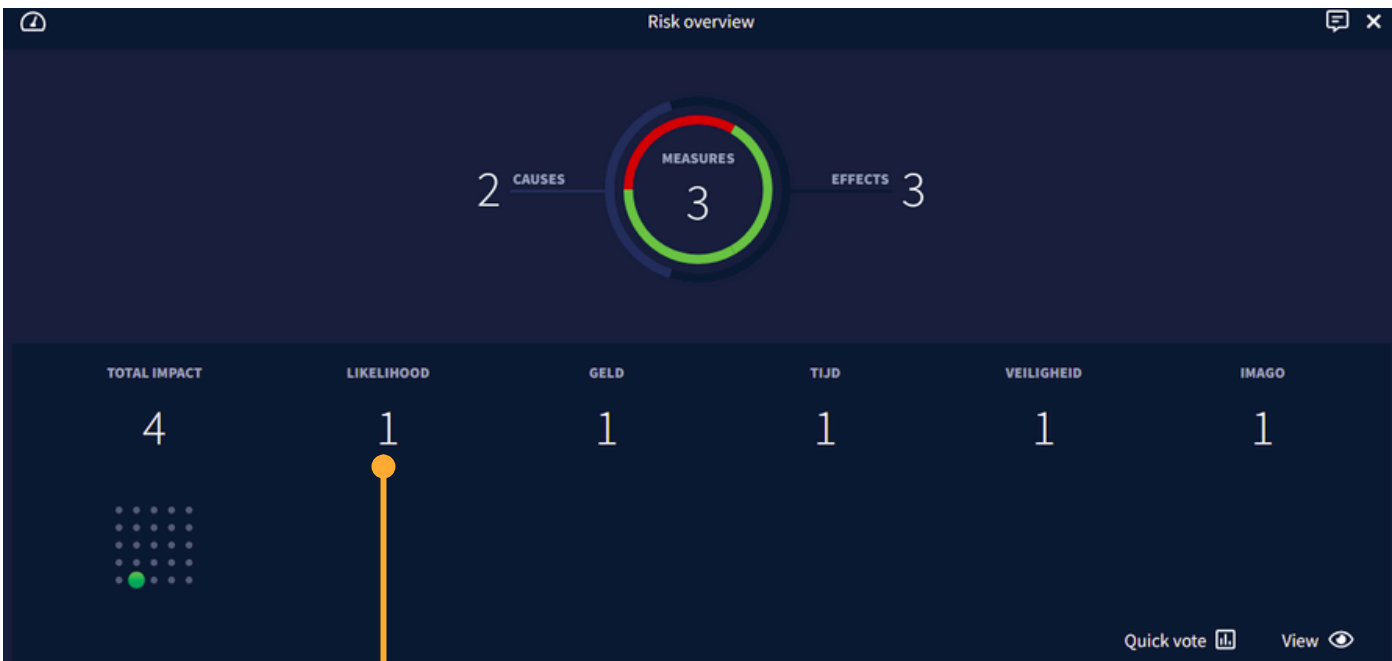 Risk overview
MEASURES
2 CAUSES 3 EFFECTS 3
TOTAL IMPACT LIKELIHOOD GELD TIJD VEILIGHEID IMAGO
4 1 1 1 1 1
Quick vote View